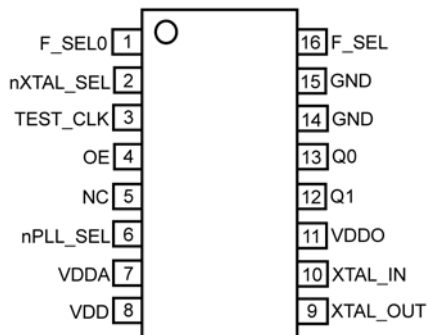 F_SEL0 1 16 F_SEL
nXTAL_SEL 2 15 GND
TEST_CLK 3 14 GND
OE 4 13 Q0
NC 5 12 Q1
nPLL_SEL 6 11 VDDO
VDDA 7 10 XTAL_IN
VDD 8 9 XTAL_OUT